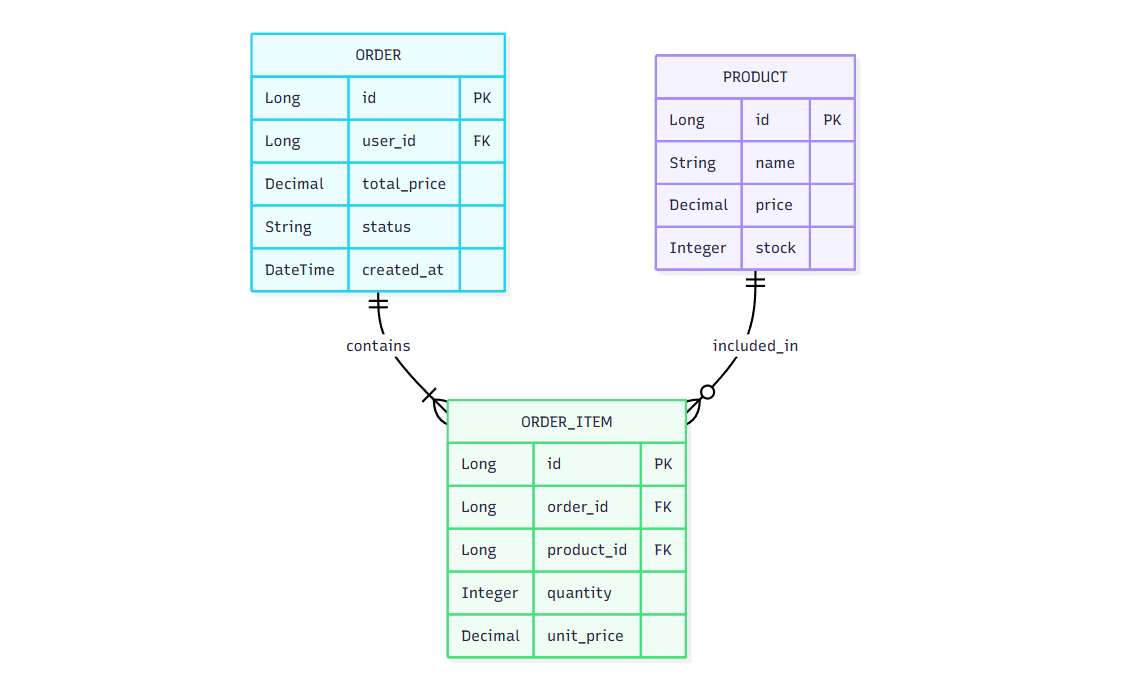 ORDER
Long id PK
Long user_id FK
Decimal total_price
String status
DateTime created_at
PRODUCT
Long id PK
String name
Decimal price
Integer stock
contains
included_in
ORDER_ITEM
Long id PK
Long order_id FK
Long product_id FK
Integer quantity
Decimal unit_price